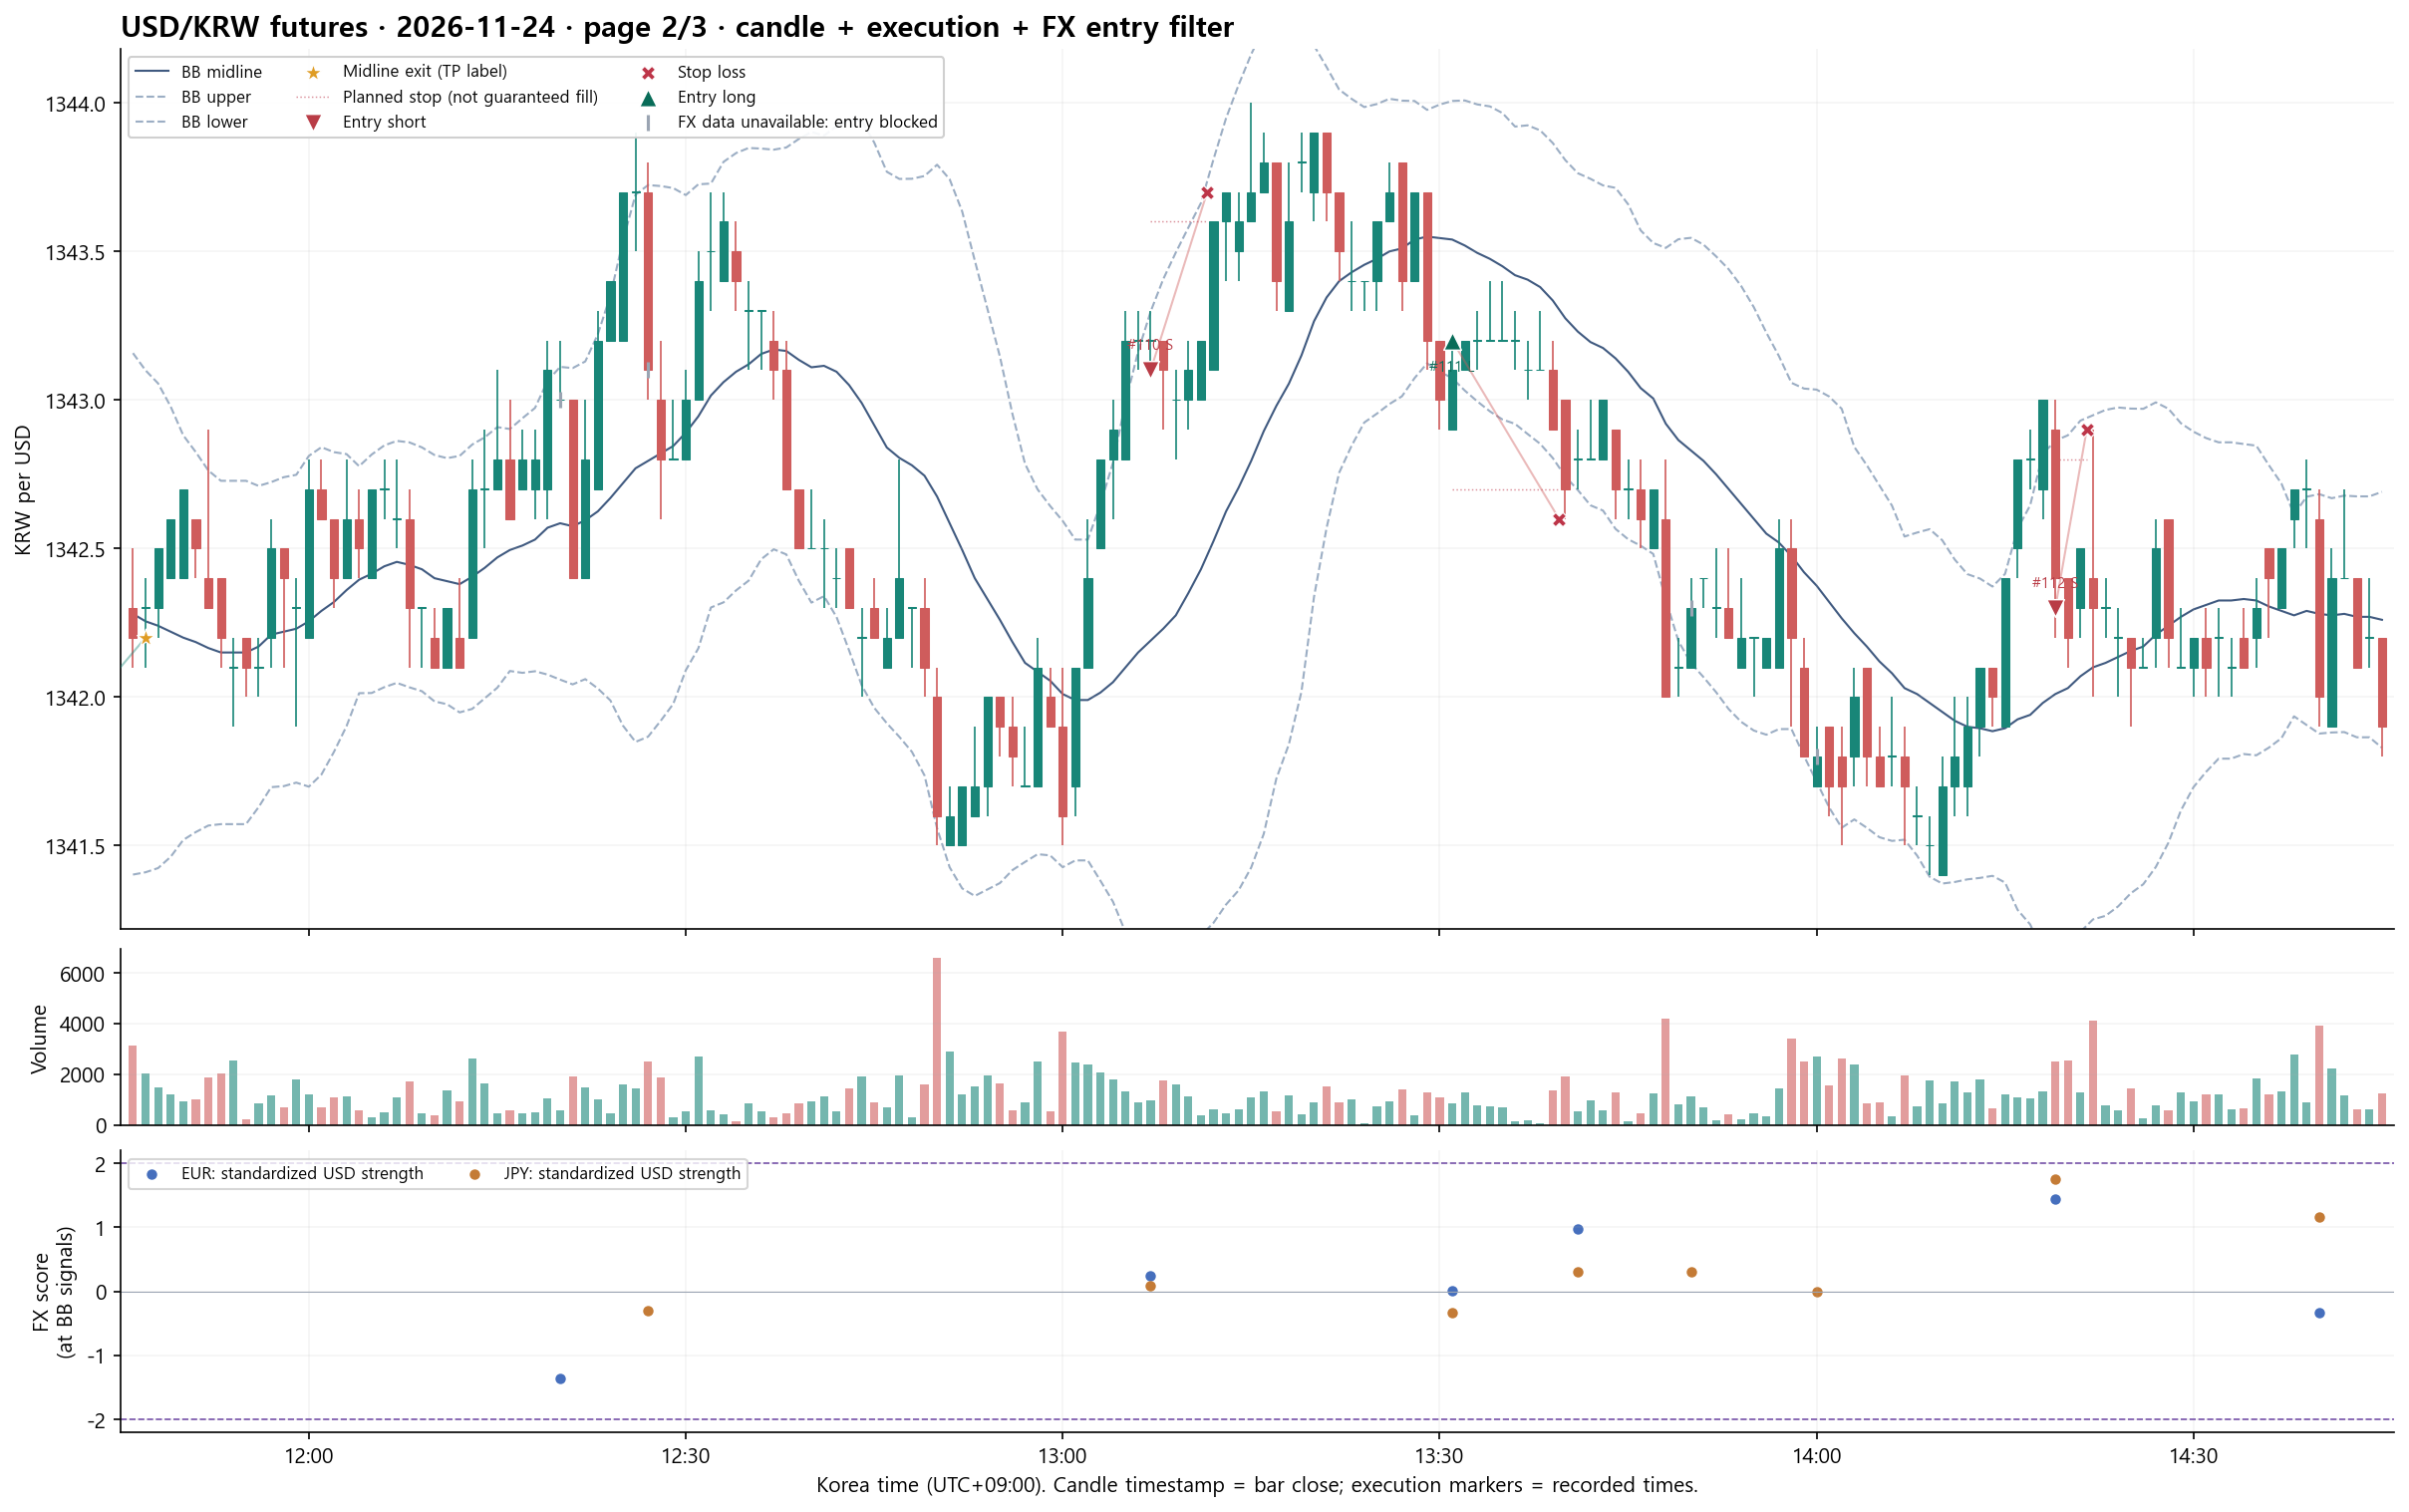 USD/KRW futures · 2026-11-24 · page 2/3 · candle + execution + FX entry filter
BB midline
BB upper
BB lower
Midline exit (TP label)
Planned stop (not guaranteed fill)
Entry short
Stop loss
Entry long
FX data unavailable: entry blocked
KRW per USD
1344.0
1343.5
1343.0
1342.5
1342.0
1341.5
#110 S
#111 L
#112 S
Volume
6000
4000
2000
0
EUR: standardized USD strength
JPY: standardized USD strength
FX score
(at BB signals)
2
1
0
-1
-2
12:00
12:30
13:00
13:30
14:00
14:30
Korea time (UTC+09:00). Candle timestamp = bar close; execution markers = recorded times.